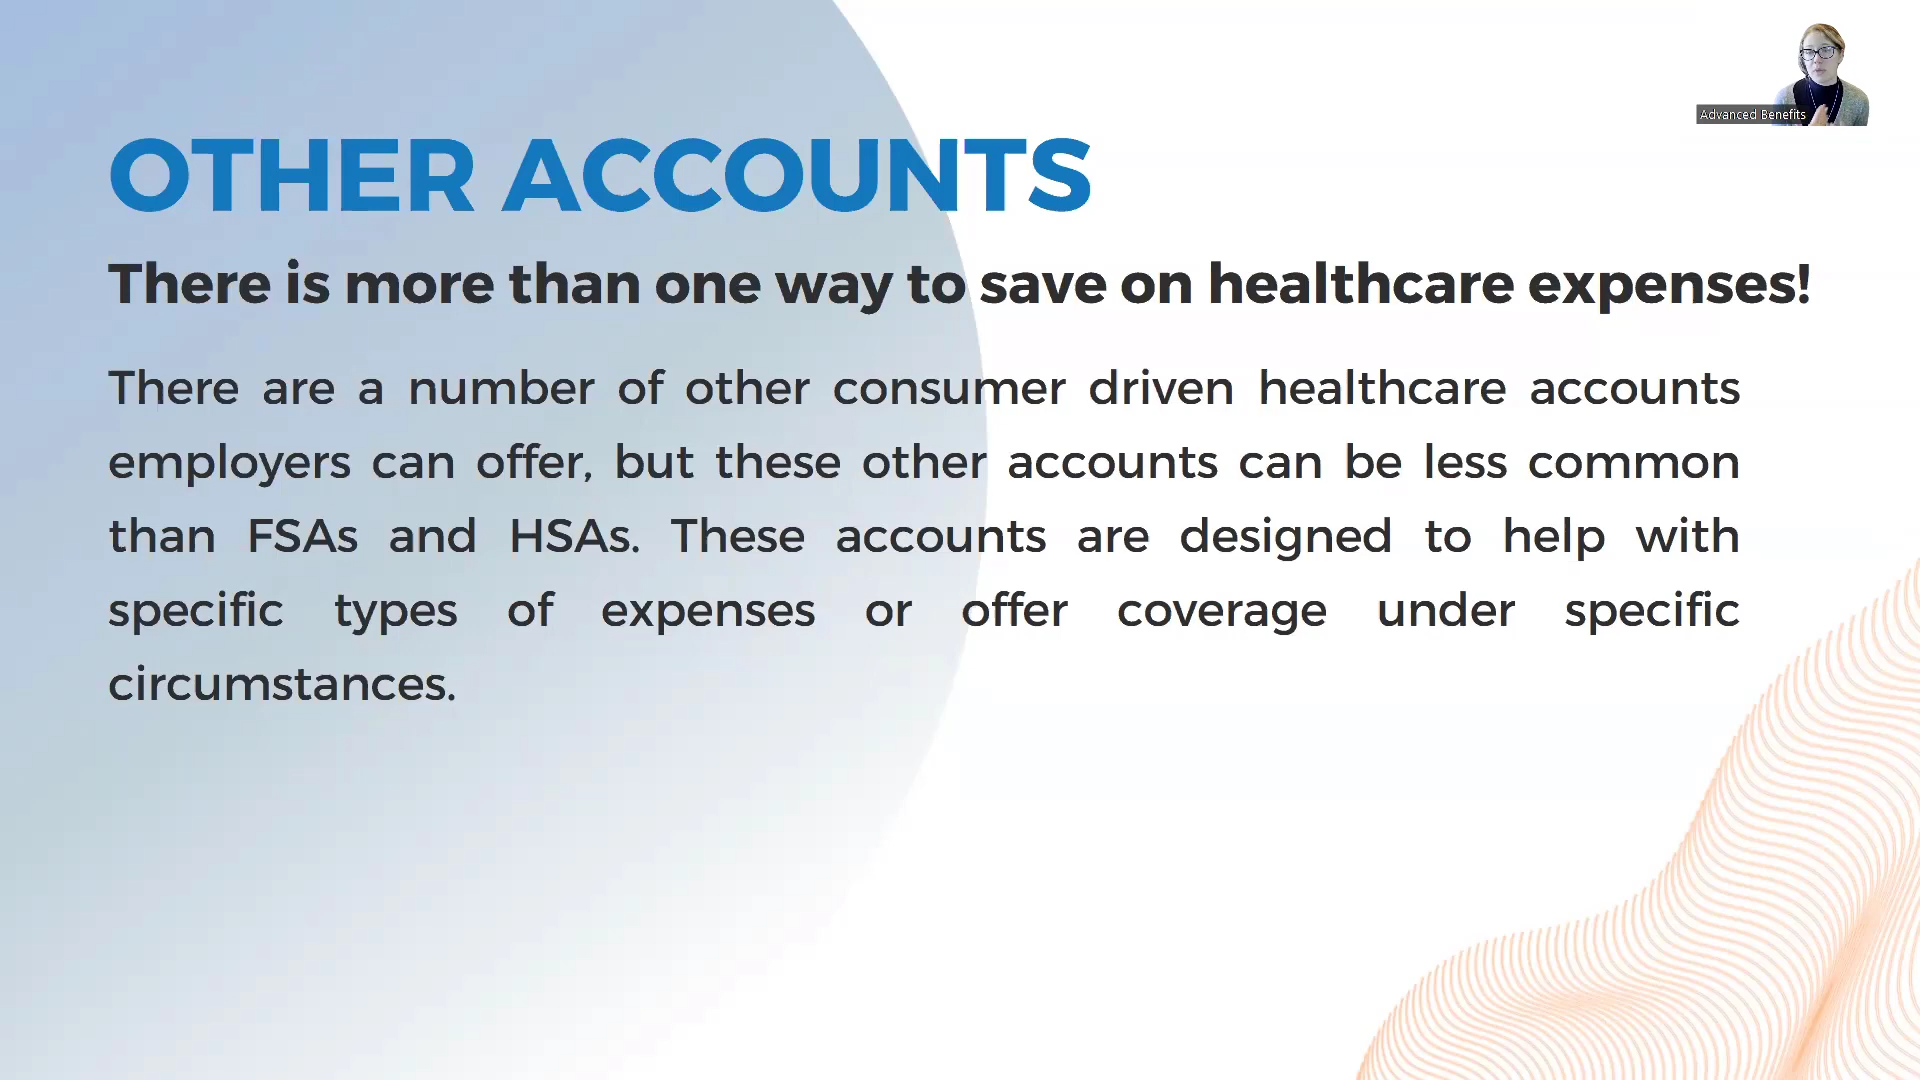 Advanced Benefits
OTHER ACCOUNTS
There is more than one way to save on healthcare expenses!
There are a number of other consumer driven healthcare accounts
employers can offer, but these other accounts can be less common
than FSAs and HSAs. These accounts are designed to help with
specific types of expenses or offer coverage under specific
circumstances.